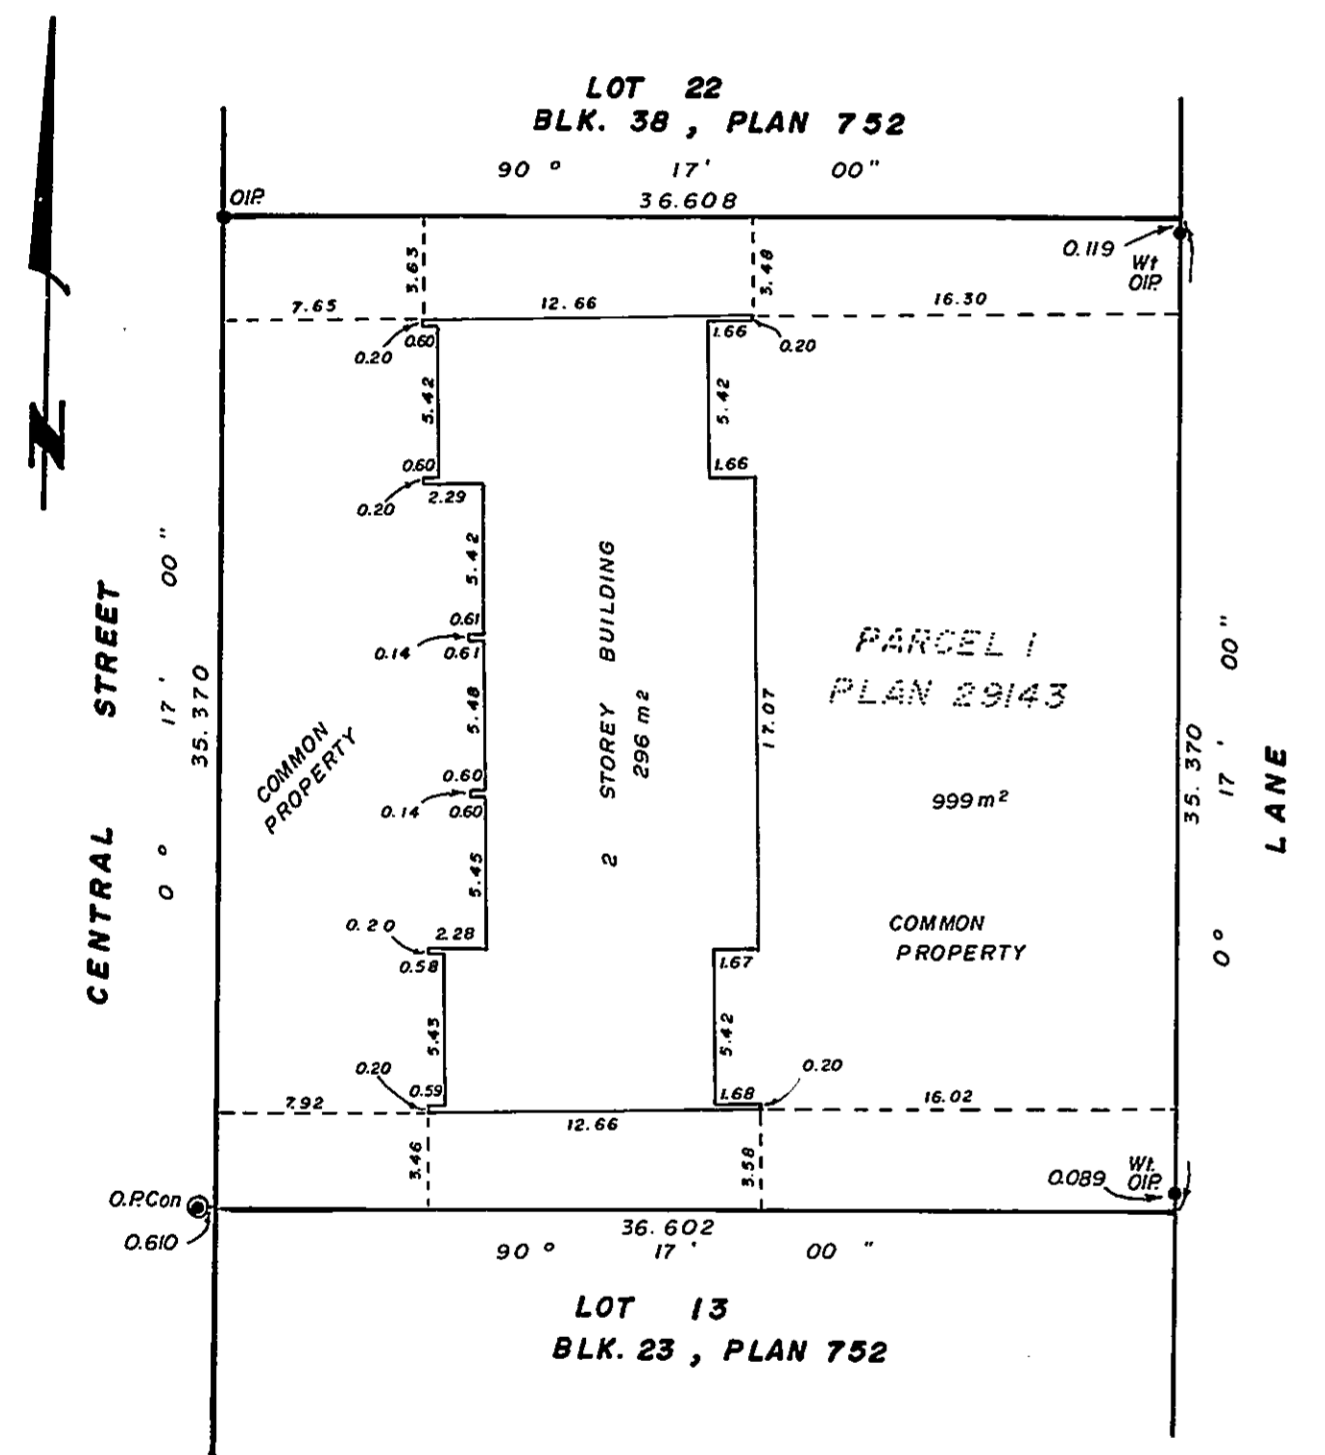 LOT 22
BLK. 38 , PLAN 752
90 ° 17 ' 00 "
36.608
OIP.
0.119
Wt
OIP.
3.63
3.48
7.65
12.66
16.30
0.20
0.60
1.66
0.20
5.42
5.42
0.60
1.66
0.20
2.29
N
5.42
0.61
0.14
0.61
5.48
0.60
0.14
0.60
5.45
0.20
2.28
0.58
1.67
17.07
2 STOREY BUILDING
296 m2
PARCEL 1
PLAN 29143
999 m²
COMMON
PROPERTY
COMMON
PROPERTY
CENTRAL STREET
0 ° 17 ' 00 "
35.370
35.370
0 ° 17 ' 00 "
LANE
5.43
5.42
0.20
0.59
1.68
0.20
7.92
12.66
16.02
3.46
3.58
0.089
Wt.
OIP.
O.P.Con
0.610
36.602
90 ° 17 ' 00 "
LOT 13
BLK. 23 , PLAN 752